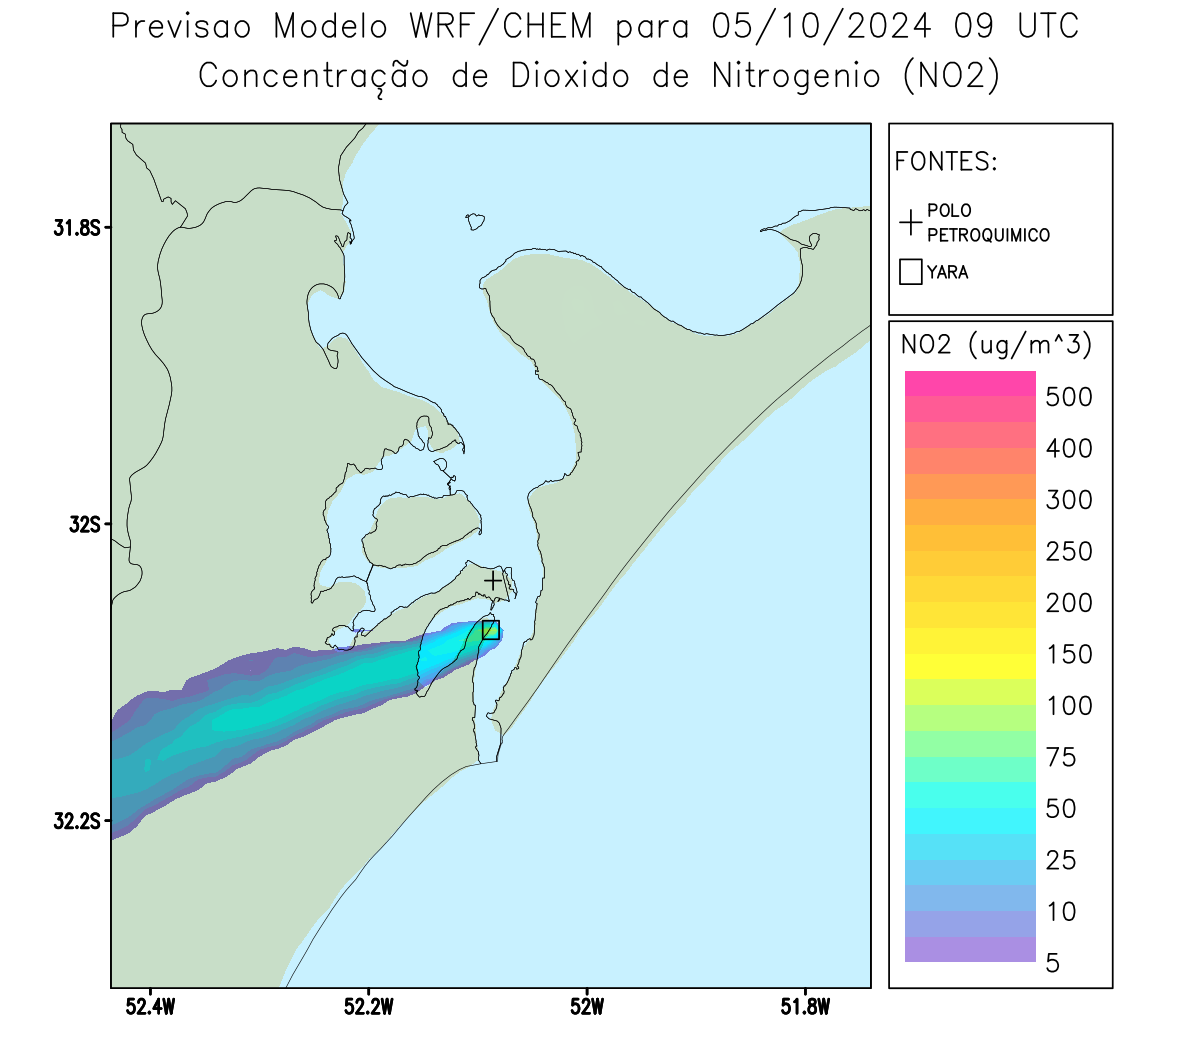 Previsao Modelo WRF/CHEM para 05/10/2024 09 UTC
Concentração de Dioxido de Nitrogenio (NO2)
FONTES:
POLO
PETROQUIMICO
YARA
31.8S
32S
32.2S
52.4W
52.2W
52W
51.8W
NO2 (ug/m^3)
500
400
300
250
200
150
100
75
50
25
10
5